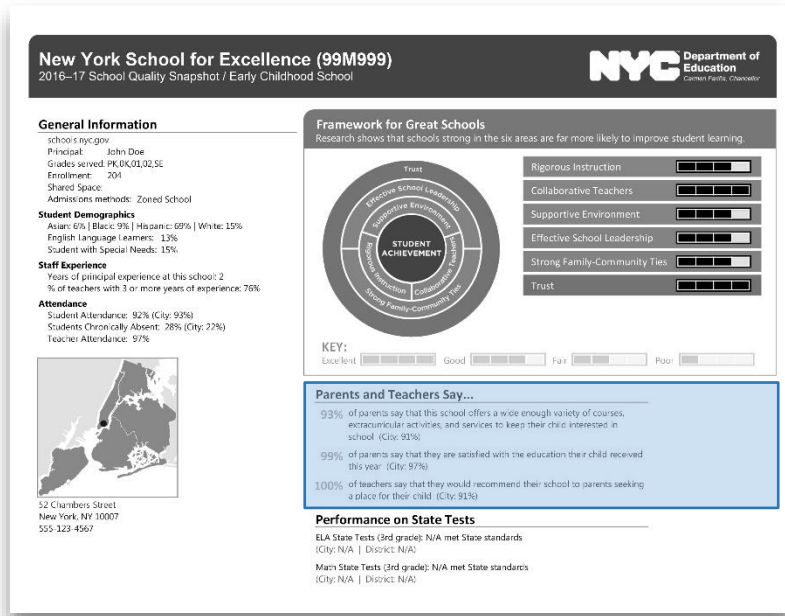 New York School for Excellence (99M999)
2016–17 School Quality Snapshot / Early Childhood School
NYC Department of
Education
Carmen Fariña, Chancellor
General Information
schools.nyc.gov
Principal: John Doe
Grades served: PK,0K,01,02,SE
Enrollment: 204
Shared Space:
Admissions methods: Zoned School
Student Demographics
Asian: 6% | Black: 9% | Hispanic: 69% | White: 15%
English Language Learners: 13%
Student with Special Needs: 15%
Staff Experience
Years of principal experience at this school: 2
% of teachers with 3 or more years of experience: 76%
Attendance
Student Attendance: 92% (City: 93%)
Students Chronically Absent: 28% (City: 22%)
Teacher Attendance: 97%
52 Chambers Street
New York, NY 10007
555-123-4567
Framework for Great Schools
Research shows that schools strong in the six areas are far more likely to improve student learning.
Trust
Effective School Leadership
Supportive Environment
STUDENT
ACHIEVEMENT
Rigorous Instruction
Collaborative Teachers
Strong Family-Community Ties
Rigorous Instruction
Collaborative Teachers
Supportive Environment
Effective School Leadership
Strong Family-Community Ties
Trust
KEY:
Excellent Good Fair Poor
Parents and Teachers Say...
93% of parents say that this school offers a wide enough variety of courses,
extracurricular activities, and services to keep their child interested in
school (City: 91%)
99% of parents say that they are satisfied with the education their child received
this year (City: 97%)
100% of teachers say that they would recommend their school to parents seeking
a place for their child (City: 91%)
Performance on State Tests
ELA State Tests (3rd grade): N/A met State standards
(City: N/A | District: N/A)
Math State Tests (3rd grade): N/A met State standards
(City: N/A | District: N/A)